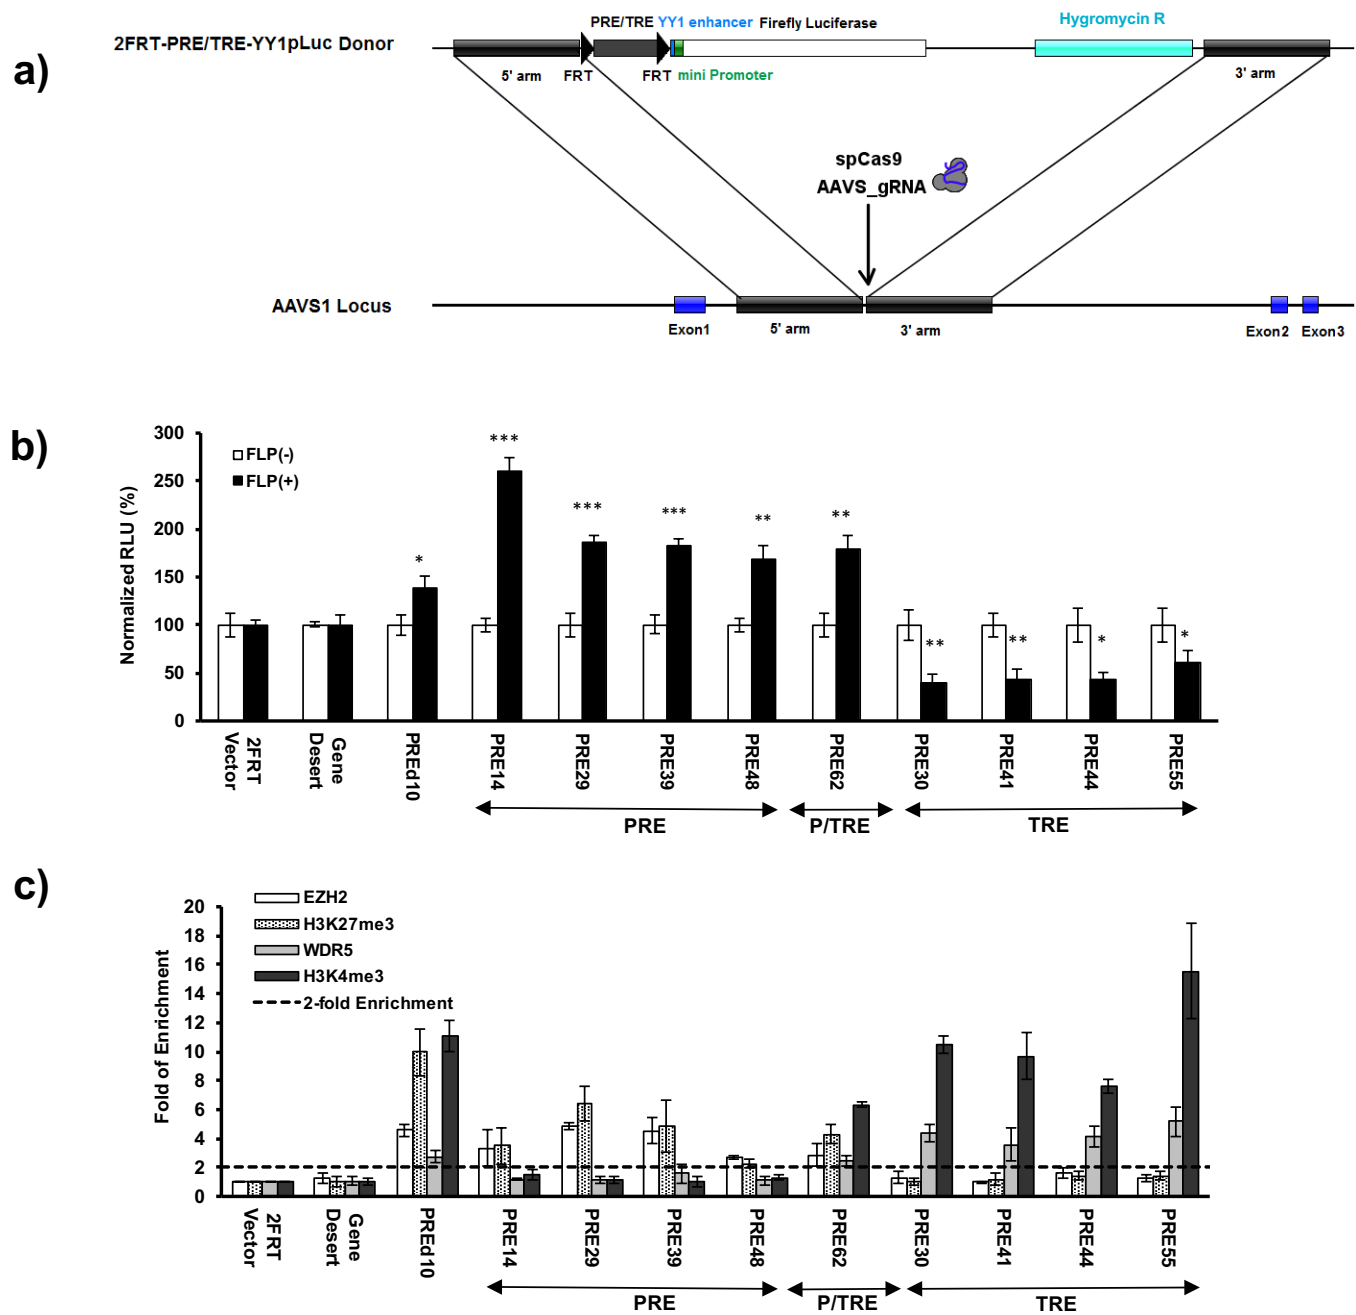 a)
2FRT-PRE/TRE-YY1pLuc Donor
PRE/TRE YY1 enhancer Firefly Luciferase
Hygromycin R
5' arm FRT FRT mini Promoter 3' arm
spCas9
AAVS_gRNA
AAVS1 Locus
Exon1 5' arm 3' arm Exon2 Exon3
b)
Normalized RLU (%)
300
250
200
150
100
50
0
FLP(-)
FLP(+)
* *** *** *** ** ** ** ** * *
2FRT
Vector
Gene
Desert
PREd10
PRE14
PRE29
PRE39
PRE48
PRE62
PRE30
PRE41
PRE44
PRE55
PRE P/TRE TRE
c)
Fold of Enrichment
20
18
16
14
12
10
8
6
4
2
0
EZH2
H3K27me3
WDR5
H3K4me3
2-fold Enrichment
2FRT
Vector
Gene
Desert
PREd10
PRE14
PRE29
PRE39
PRE48
PRE62
PRE30
PRE41
PRE44
PRE55
PRE P/TRE TRE